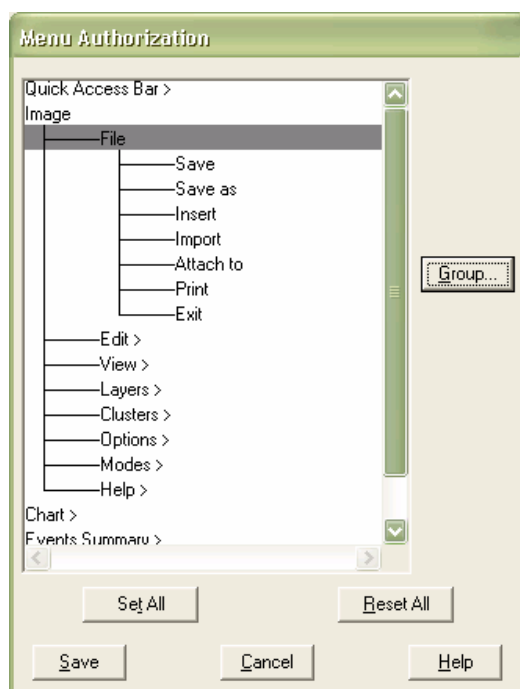 Menu Authorization
Quick Access Bar >
Image
File
Save
Save as
Insert
Import
Attach to
Print
Exit
Edit >
View >
Layers >
Clusters >
Options >
Modes >
Help >
Chart >
Events Summary >
Group...
Set All
Reset All
Save
Cancel
Help